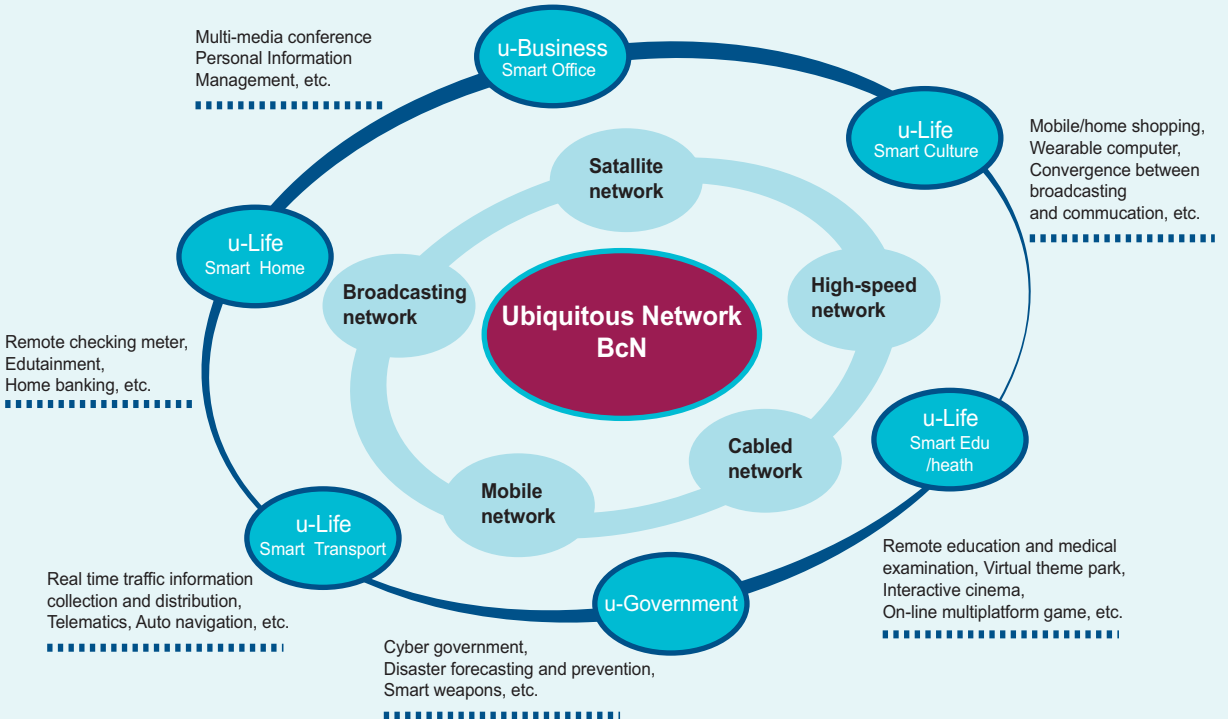 Multi-media conference
Personal Information
Management, etc.
u-Business
Smart Office
u-Life
Smart Culture
Mobile/home shopping,
Wearable computer,
Convergence between
broadcasting
and commucation, etc.
Satallite
network
u-Life
Smart Home
Broadcasting
network
High-speed
network
Ubiquitous Network
BcN
Remote checking meter,
Edutainment,
Home banking, etc.
u-Life
Smart Edu
/heath
Cabled
network
Mobile
network
u-Life
Smart Transport
Real time traffic information
collection and distribution,
Telematics, Auto navigation, etc.
u-Government
Remote education and medical
examination, Virtual theme park,
Interactive cinema,
On-line multiplatform game, etc.
Cyber government,
Disaster forecasting and prevention,
Smart weapons, etc.